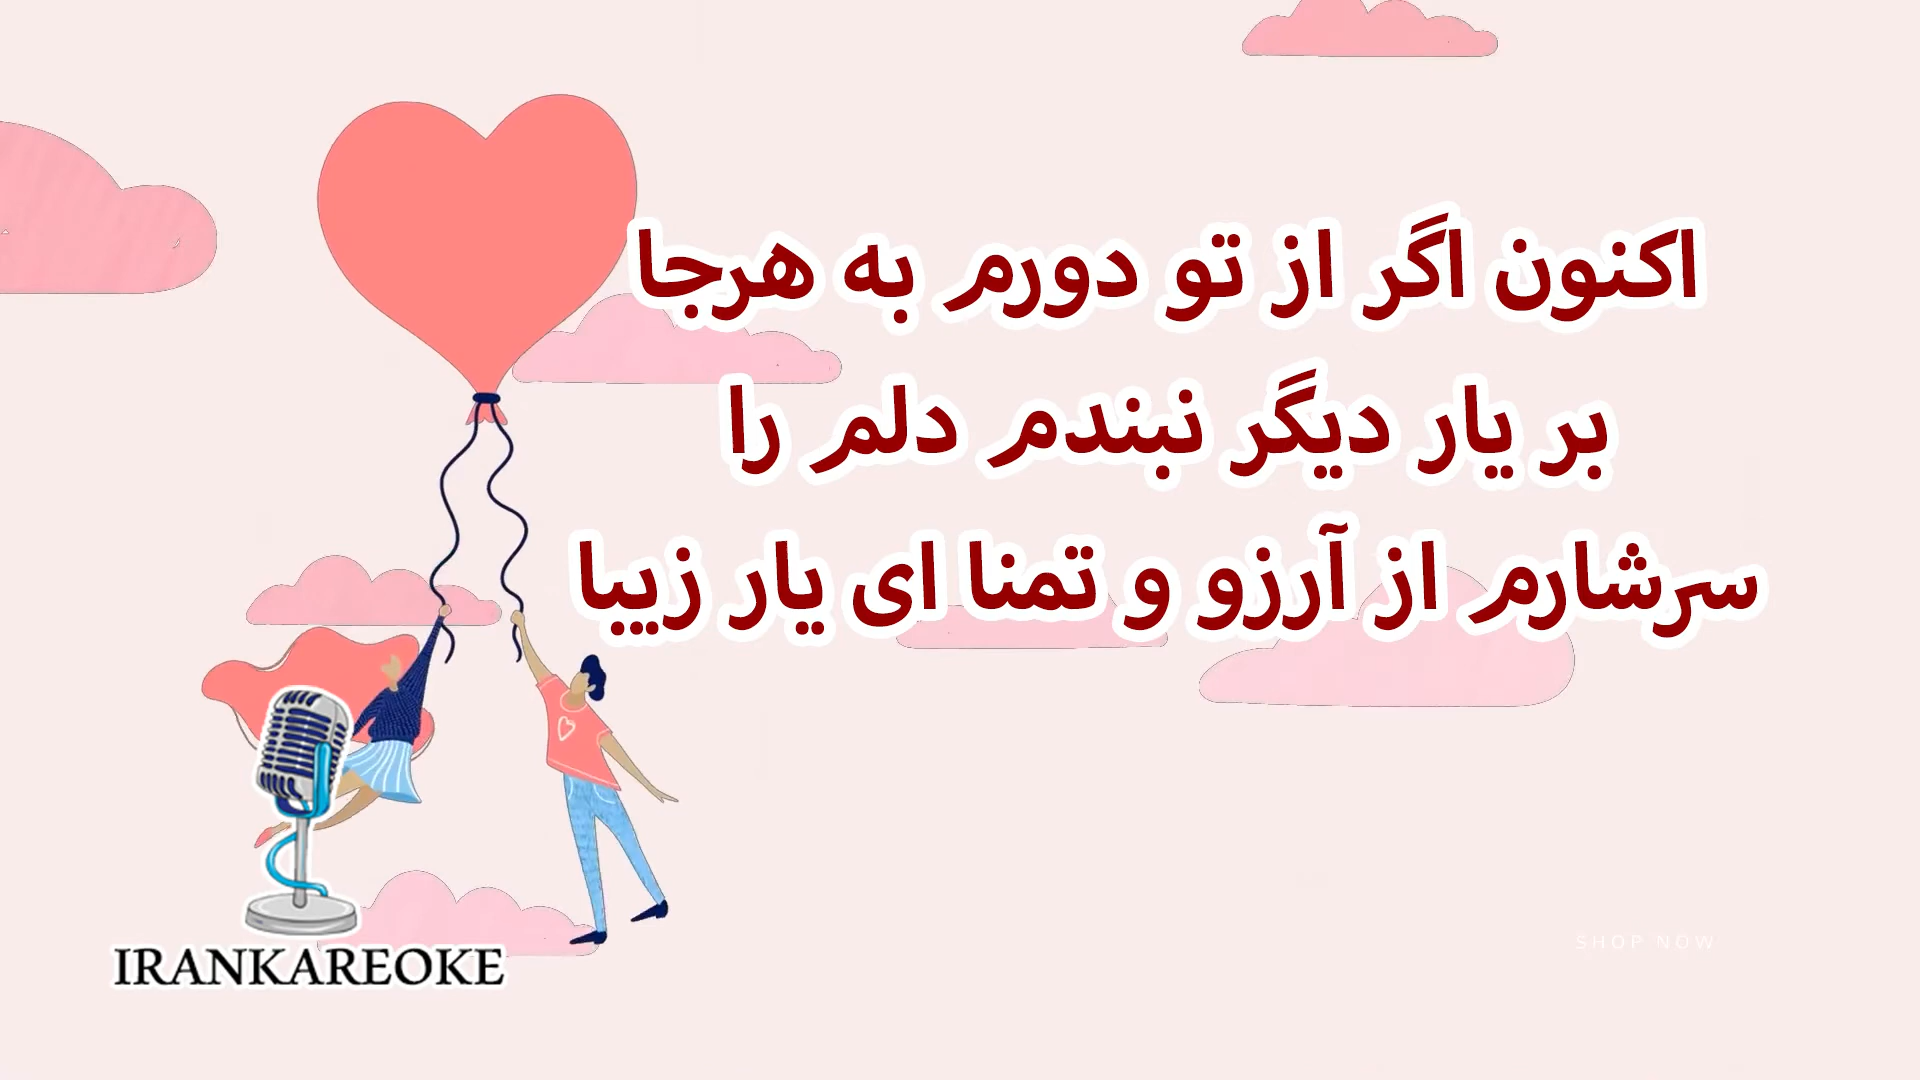 اکنون اگر از تو دورم به هرجا
بر یار دیگر نبندم دلم را
سرشارم از آرزو و تمنا ای یار زیبا
IRANKAREOKE
SHOP NOW